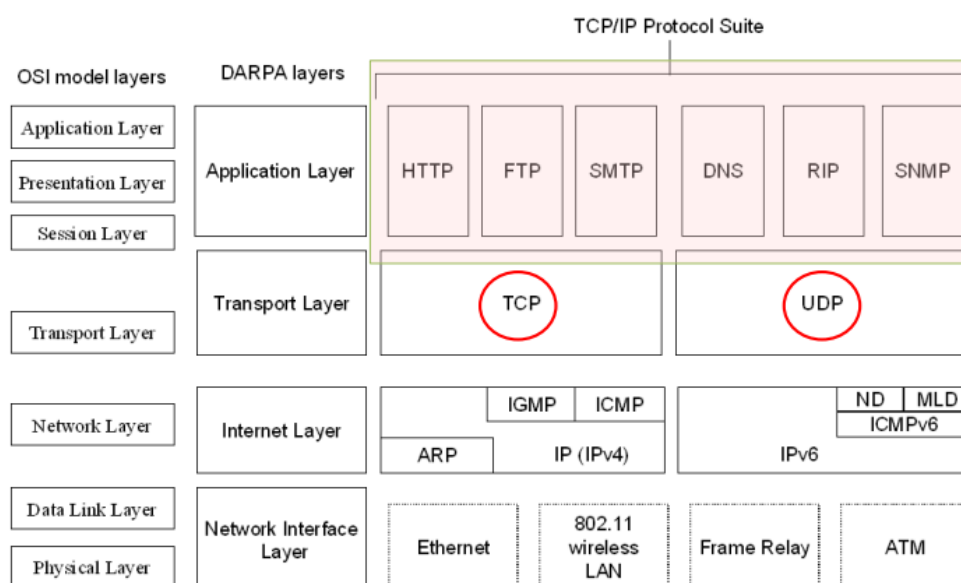 TCP/IP Protocol Suite
OSI model layers
DARPA layers
Application Layer
Presentation Layer
Session Layer
Application Layer
HTTP
FTP
SMTP
DNS
RIP
SNMP
Transport Layer
Transport Layer
TCP
UDP
Network Layer
Internet Layer
IGMP
ICMP
ARP
IP (IPv4)
ND
MLD
ICMPv6
IPv6
Data Link Layer
Physical Layer
Network Interface
Layer
Ethernet
802.11
wireless
LAN
Frame Relay
ATM